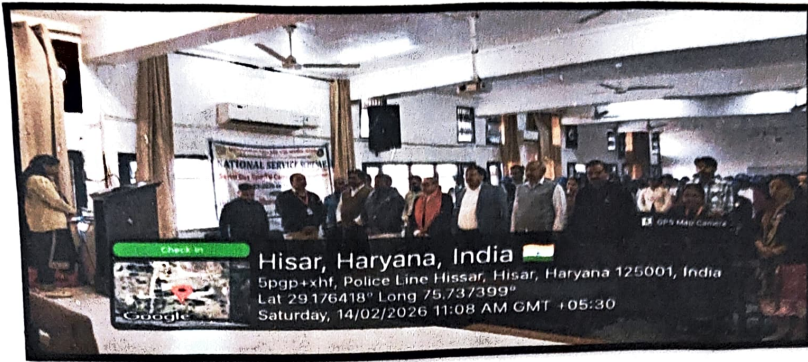 NATIONAL SERVICE SCHEME
GPS Map Camera
Check In
Hisar, Haryana, India
5pgp+xhf, Police Line Hissar, Hisar, Haryana 125001, India
Lat 29.176418° Long 75.737399°
Saturday, 14/02/2026 11:08 AM GMT +05:30
Google